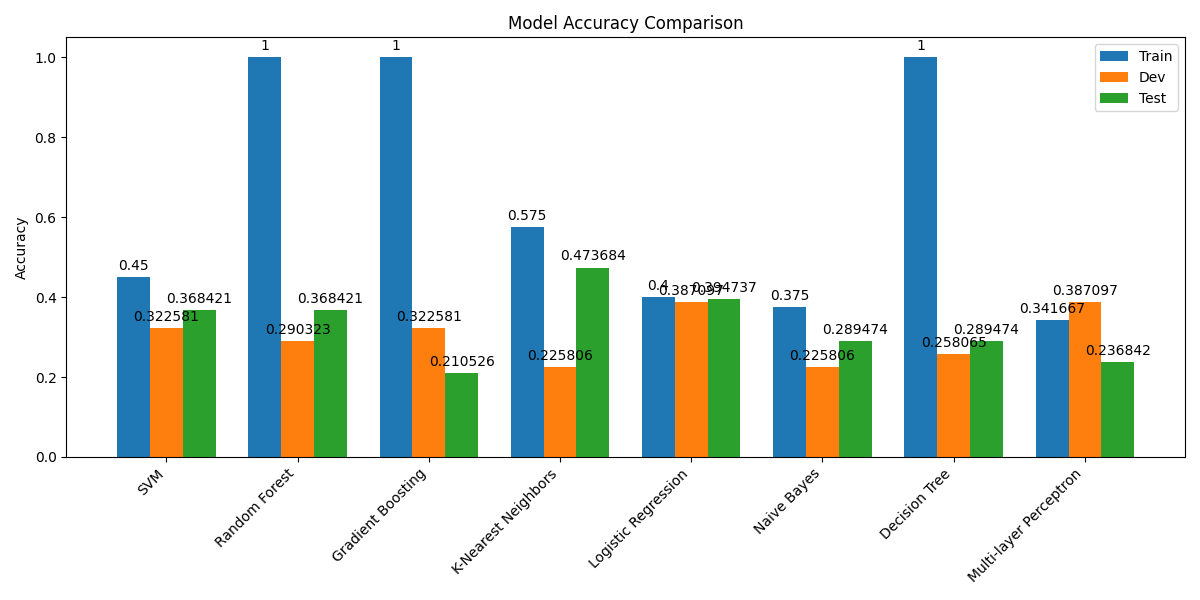 Model Accuracy Comparison
Accuracy
1.0
0.8
0.6
0.4
0.2
0.0
Train
Dev
Test
0.45
0.322581
0.368421
1
0.290323
0.368421
1
0.322581
0.210526
0.575
0.225806
0.473684
0.4
0.387097
0.394737
0.375
0.225806
0.289474
1
0.258065
0.289474
0.341667
0.387097
0.236842
SVM
Random Forest
Gradient Boosting
K-Nearest Neighbors
Logistic Regression
Naive Bayes
Decision Tree
Multi-layer Perceptron